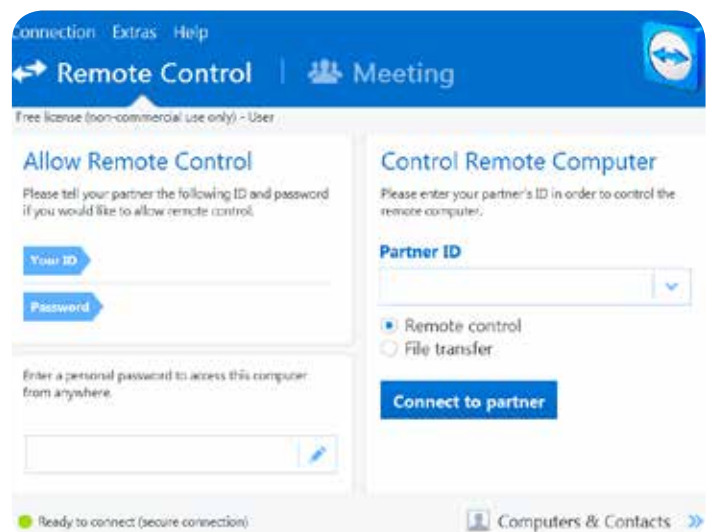 Connection Extras Help
Remote Control Meeting
Free license (non-commercial use only) - User
Allow Remote Control
Please tell your partner the following ID and password
if you would like to allow remote control.
Your ID
Password
Enter a personal password to access this computer
from anywhere.
Control Remote Computer
Please enter your partner's ID in order to control the
remote computer.
Partner ID
Remote control
File transfer
Connect to partner
Ready to connect (secure connection)
Computers & Contacts